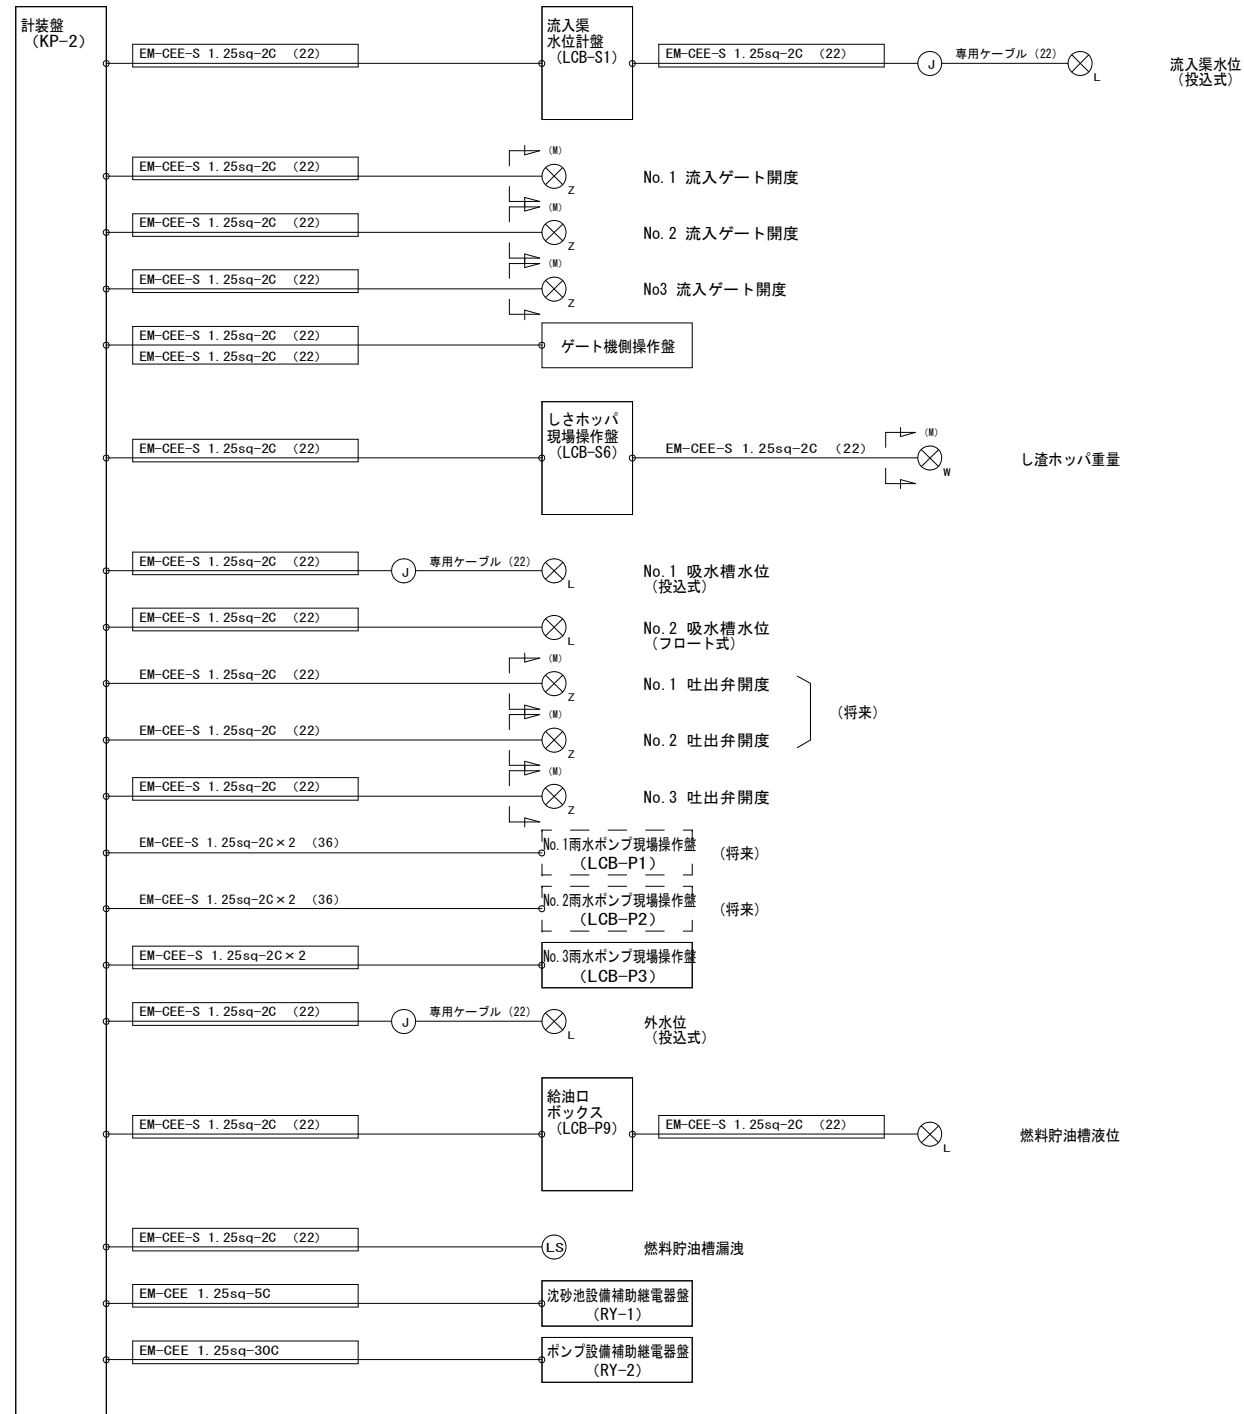 計装盤
（KP-2）
EM-CEE-S 1.25sq-2C （22）
流入渠
水位計盤
（LCB-S1）
EM-CEE-S 1.25sq-2C （22）
J
専用ケーブル（22）
L
流入渠水位
（投込式）
EM-CEE-S 1.25sq-2C （22）
(M)
Z
No.1 流入ゲート開度
EM-CEE-S 1.25sq-2C （22）
(M)
Z
No.2 流入ゲート開度
EM-CEE-S 1.25sq-2C （22）
(M)
Z
No3 流入ゲート開度
EM-CEE-S 1.25sq-2C （22）
EM-CEE-S 1.25sq-2C （22）
ゲート機側操作盤
EM-CEE-S 1.25sq-2C （22）
しさホッパ
現場操作盤
（LCB-S6）
EM-CEE-S 1.25sq-2C （22）
(M)
W
し渣ホッパ重量
EM-CEE-S 1.25sq-2C （22）
J
専用ケーブル（22）
L
No.1 吸水槽水位
（投込式）
EM-CEE-S 1.25sq-2C （22）
L
No.2 吸水槽水位
（フロート式）
EM-CEE-S 1.25sq-2C （22）
(M)
Z
No.1 吐出弁開度
（将来）
EM-CEE-S 1.25sq-2C （22）
(M)
Z
No.2 吐出弁開度
EM-CEE-S 1.25sq-2C （22）
(M)
Z
No.3 吐出弁開度
EM-CEE-S 1.25sq-2C×2 （36）
No.1雨水ポンプ現場操作盤
（LCB-P1）
（将来）
EM-CEE-S 1.25sq-2C×2 （36）
No.2雨水ポンプ現場操作盤
（LCB-P2）
（将来）
EM-CEE-S 1.25sq-2C×2
No.3雨水ポンプ現場操作盤
（LCB-P3）
EM-CEE-S 1.25sq-2C （22）
J
専用ケーブル（22）
L
外水位
（投込式）
EM-CEE-S 1.25sq-2C （22）
給油口
ボックス
（LCB-P9）
EM-CEE-S 1.25sq-2C （22）
L
燃料貯油槽液位
EM-CEE-S 1.25sq-2C （22）
LS
燃料貯油槽漏洩
EM-CEE 1.25sq-5C
沈砂池設備補助継電器盤
（RY-1）
EM-CEE 1.25sq-30C
ポンプ設備補助継電器盤
（RY-2）